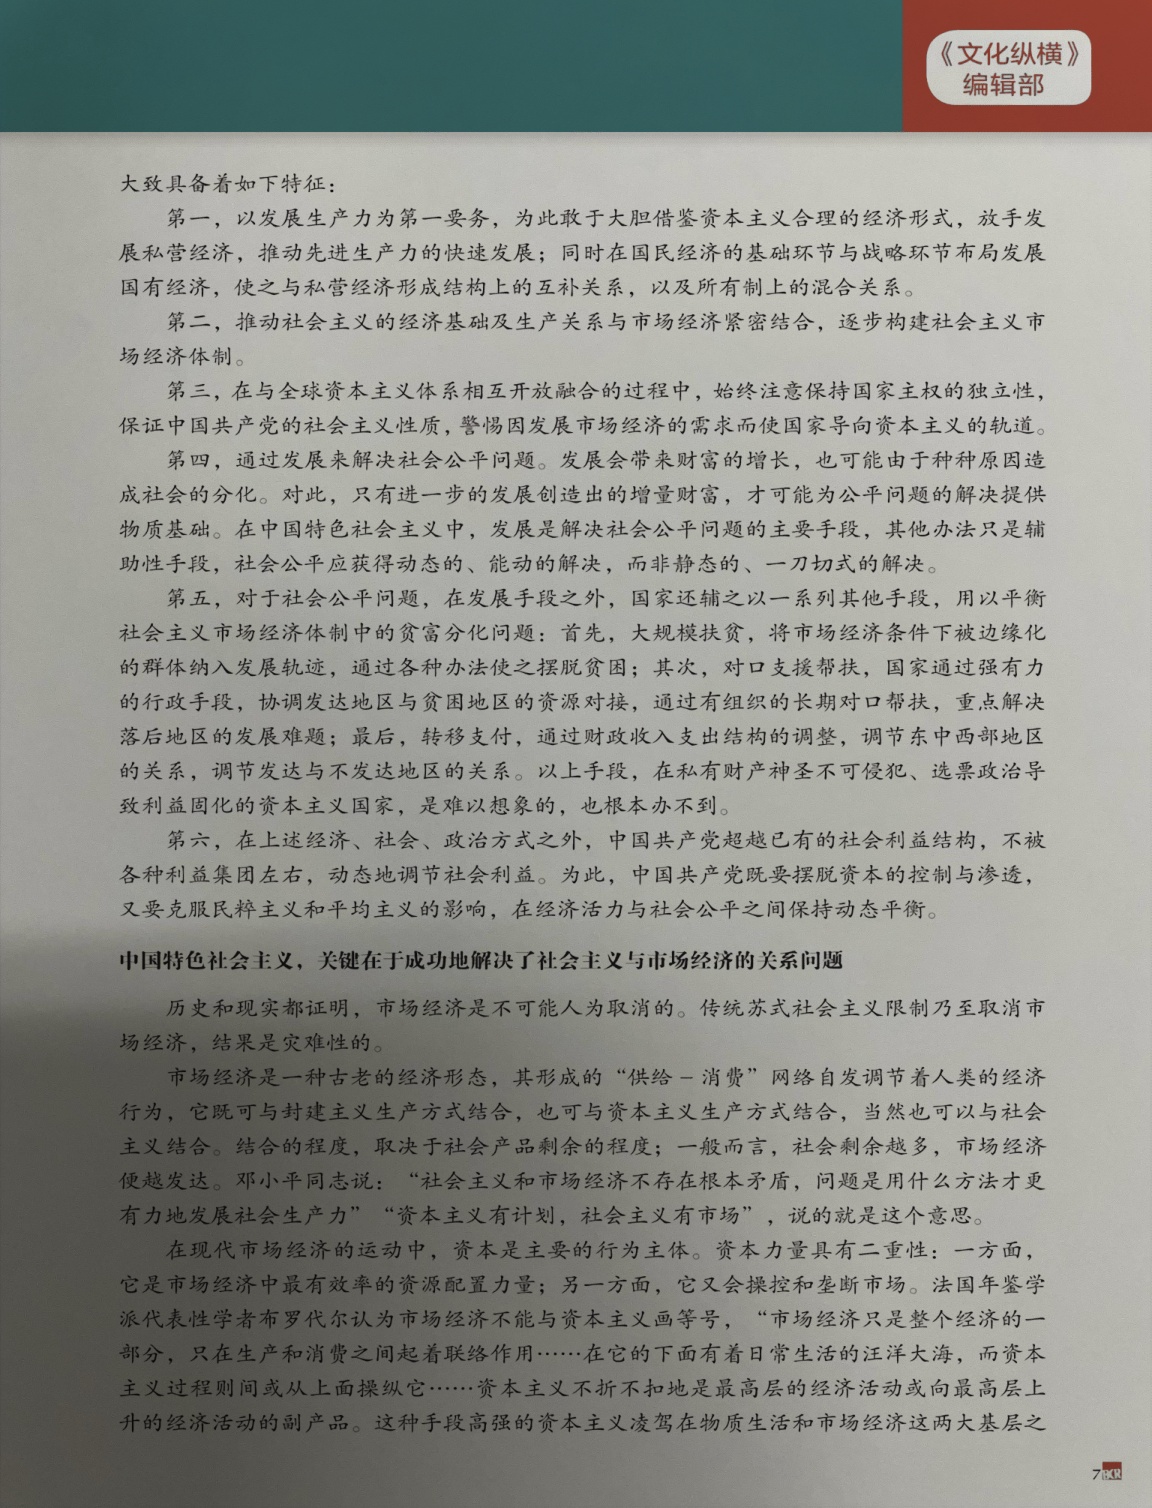 《文化纵横》
编辑部
大致具备着如下特征：
第一，以发展生产力为第一要务，为此敢于大胆借鉴资本主义合理的经济形式，放手发
展私营经济，推动先进生产力的快速发展；同时在国民经济的基础环节与战略环节布局发展
国有经济，使之与私营经济形成结构上的互补关系，以及所有制上的混合关系。
第二，推动社会主义的经济基础及生产关系与市场经济紧密结合，逐步构建社会主义市
场经济体制。
第三，在与全球资本主义体系相互开放融合的过程中，始终注意保持国家主权的独立性，
保证中国共产党的社会主义性质，警惕因发展市场经济的需求而使国家导向资本主义的轨道。
第四，通过发展来解决社会公平问题。发展会带来财富的增长，也可能由于种种原因造
成社会的分化。对此，只有进一步的发展创造出的增量财富，才可能为公平问题的解决提供
物质基础。在中国特色社会主义中，发展是解决社会公平问题的主要手段，其他办法只是辅
助性手段，社会公平应获得动态的、能动的解决，而非静态的、一刀切式的解决。
第五，对于社会公平问题，在发展手段之外，国家还辅之以一系列其他手段，用以平衡
社会主义市场经济体制中的贫富分化问题：首先，大规模扶贫，将市场经济条件下被边缘化
的群体纳入发展轨迹，通过各种办法使之摆脱贫困；其次，对口支援帮扶，国家通过强有力
的行政手段，协调发达地区与贫困地区的资源对接，通过有组织的长期对口帮扶，重点解决
落后地区的发展难题；最后，转移支付，通过财政收入支出结构的调整，调节东中西部地区
的关系，调节发达与不发达地区的关系。以上手段，在私有财产神圣不可侵犯、选票政治导
致利益固化的资本主义国家，是难以想象的，也根本办不到。
第六，在上述经济、社会、政治方式之外，中国共产党超越已有的社会利益结构，不被
各种利益集团左右，动态地调节社会利益。为此，中国共产党既要摆脱资本的控制与渗透，
又要克服民粹主义和平均主义的影响，在经济活力与社会公平之间保持动态平衡。
中国特色社会主义，关键在于成功地解决了社会主义与市场经济的关系问题
历史和现实都证明，市场经济是不可能人为取消的。传统苏式社会主义限制乃至取消市
场经济，结果是灾难性的。
市场经济是一种古老的经济形态，其形成的“供给－消费”网络自发调节着人类的经济
行为，它既可与封建主义生产方式结合，也可与资本主义生产方式结合，当然也可以与社会
主义结合。结合的程度，取决于社会产品剩余的程度；一般而言，社会剩余越多，市场经济
便越发达。邓小平同志说：“社会主义和市场经济不存在根本矛盾，问题是用什么方法才更
有力地发展社会生产力”“资本主义有计划，社会主义有市场”，说的就是这个意思。
在现代市场经济的运动中，资本是主要的行为主体。资本力量具有二重性：一方面，
它是市场经济中最有效率的资源配置力量；另一方面，它又会操控和垄断市场。法国年鉴学
派代表性学者布罗代尔认为市场经济不能与资本主义画等号，“市场经济只是整个经济的一
部分，只在生产和消费之间起着联络作用……在它的下面有着日常生活的汪洋大海，而资本
主义过程则间或从上面操纵它……资本主义不折不扣地是最高层的经济活动或向最高层上
升的经济活动的副产品。这种手段高强的资本主义凌驾在物质生活和市场经济这两大基层之
7